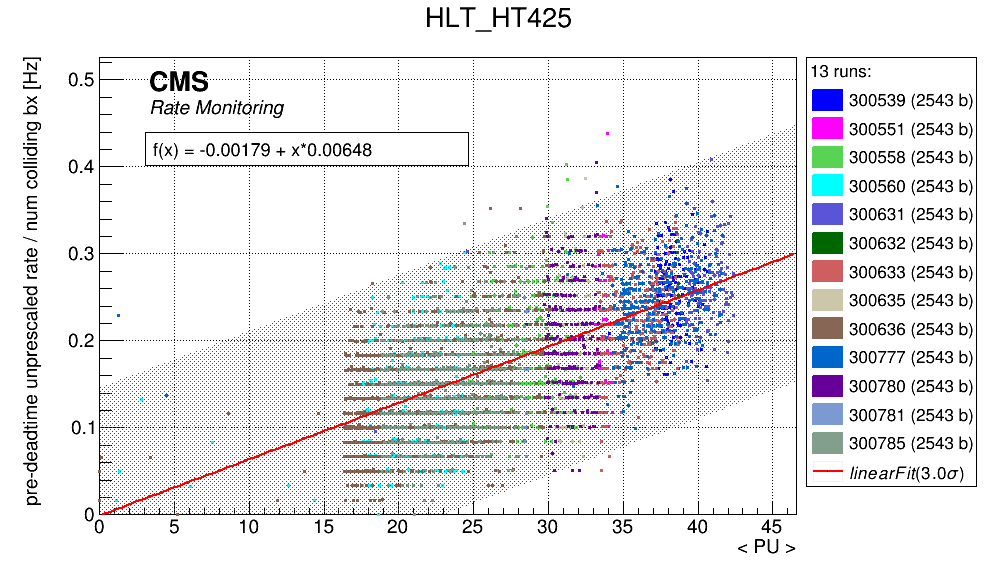 HLT_HT425
pre-deadtime unprescaled rate / num colliding bx [Hz]
0.5
0.4
0.3
0.2
0.1
0
CMS
Rate Monitoring
f(x) = -0.00179 + x*0.00648
0 5 10 15 20 25 30 35 40 45
< PU >
13 runs:
300539 (2543 b)
300551 (2543 b)
300558 (2543 b)
300560 (2543 b)
300631 (2543 b)
300632 (2543 b)
300633 (2543 b)
300635 (2543 b)
300636 (2543 b)
300777 (2543 b)
300780 (2543 b)
300781 (2543 b)
300785 (2543 b)
linearFit(3.0σ)